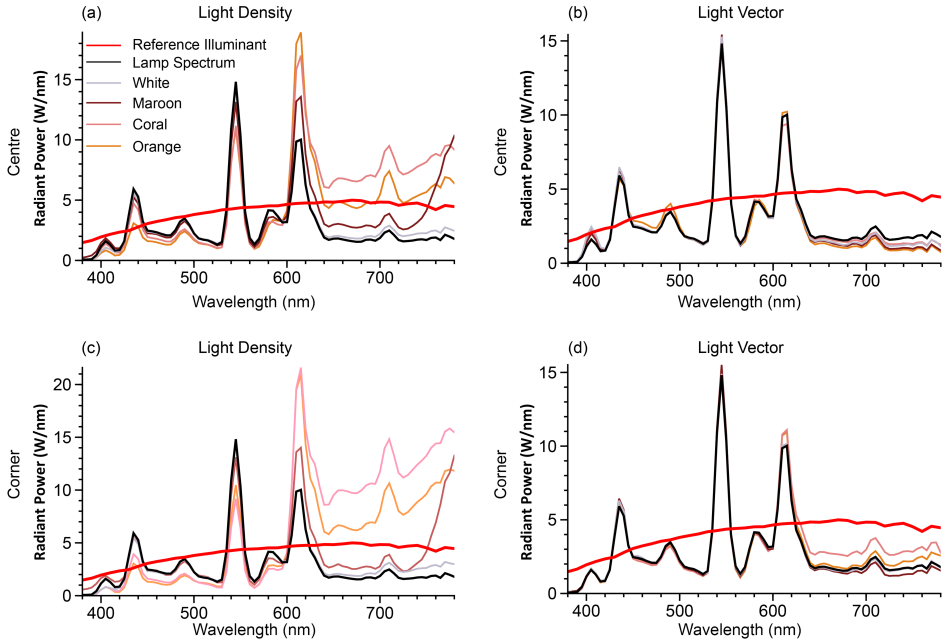 (a)
Light Density
Centre
Radiant Power (W/nm)
15
10
5
0
Reference Illuminant
Lamp Spectrum
White
Maroon
Coral
Orange
400
500
600
700
Wavelength (nm)
(b)
Light Vector
Centre
Radiant Power (W/nm)
15
10
5
0
400
500
600
700
Wavelength (nm)
(c)
Light Density
Corner
Radiant Power (W/nm)
20
15
10
5
0
400
500
600
700
Wavelength (nm)
(d)
Light Vector
Corner
Radiant Power (W/nm)
15
10
5
0
400
500
600
700
Wavelength (nm)